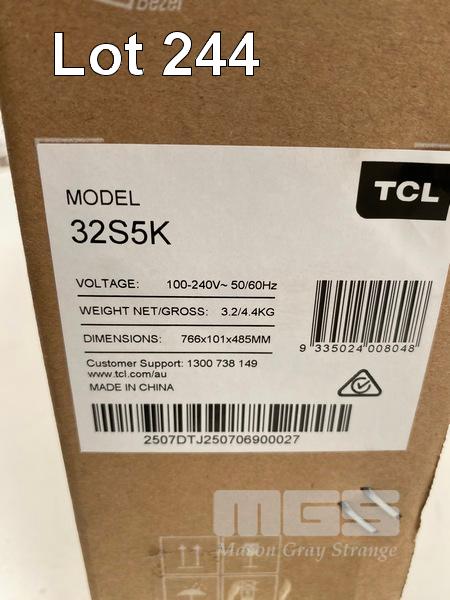 Bezel
Lot 244
TCL
MODEL
32S5K
VOLTAGE: 100-240V~ 50/60Hz
WEIGHT NET/GROSS: 3.2/4.4KG
DIMENSIONS: 766x101x485MM
Customer Support: 1300 738 149
www.tcl.com/au
MADE IN CHINA
9 335024 008048
2507DTJ250706900027
MGS
Mason Gray Strange